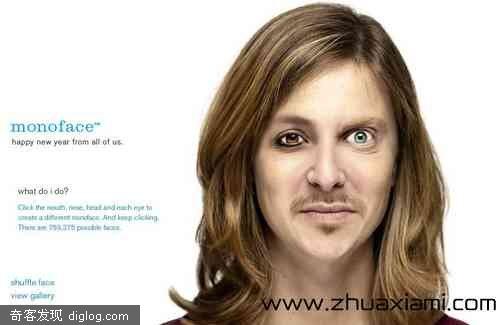 monoface™
happy new year from all of us.
what do i do?
Click the mouth, nose, head and each eye to
create a different monoface. And keep clicking.
There are 759,375 possible faces.
shuffle face
view gallery
www.zhuaxiami.com
奇客发现 diglog.com